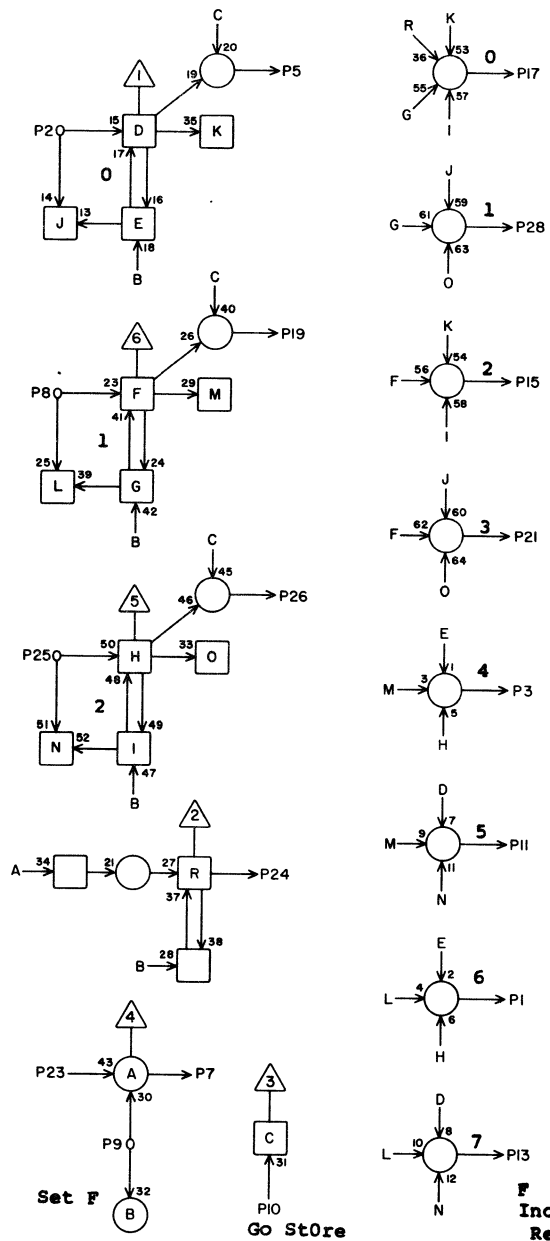 C
20
19
P5
1
P2
15
D
35
K
17
0
16
14
J
13
E
18
B
C
40
26
P19
6
P8
23
F
29
M
41
1
24
25
L
39
G
42
B
C
45
46
P26
5
P25
50
H
33
O
48
2
49
51
N
52
I
47
B
2
A
34
21
27
R
P24
37
38
B
28
4
P23
43
A
P7
30
P9
32
B
Set F
3
C
31
P10
Go St0re
R
K
36
53
0
P17
55
57
G
I
J
59
1
G
61
P28
63
O
K
54
2
F
56
P15
58
I
J
60
3
F
62
P21
64
O
E
1
4
M
3
P3
5
H
D
7
5
M
9
P11
11
N
E
2
6
L
4
P1
6
H
D
8
7
L
10
P13
12
N
F
Inc
Re